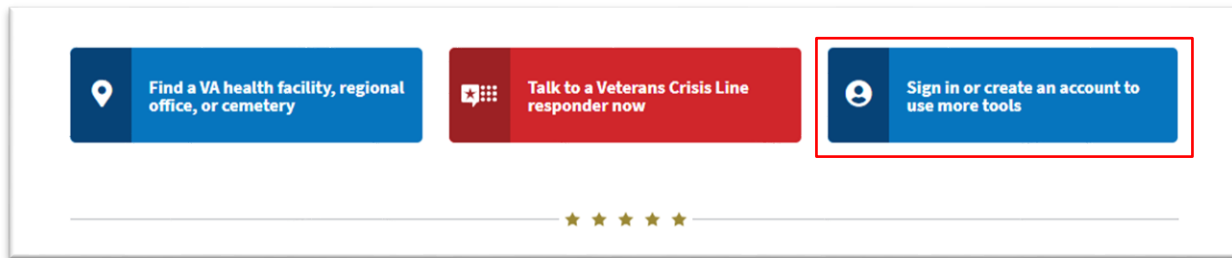 Find a VA health facility, regional
office, or cemetery
Talk to a Veterans Crisis Line
responder now
Sign in or create an account to
use more tools